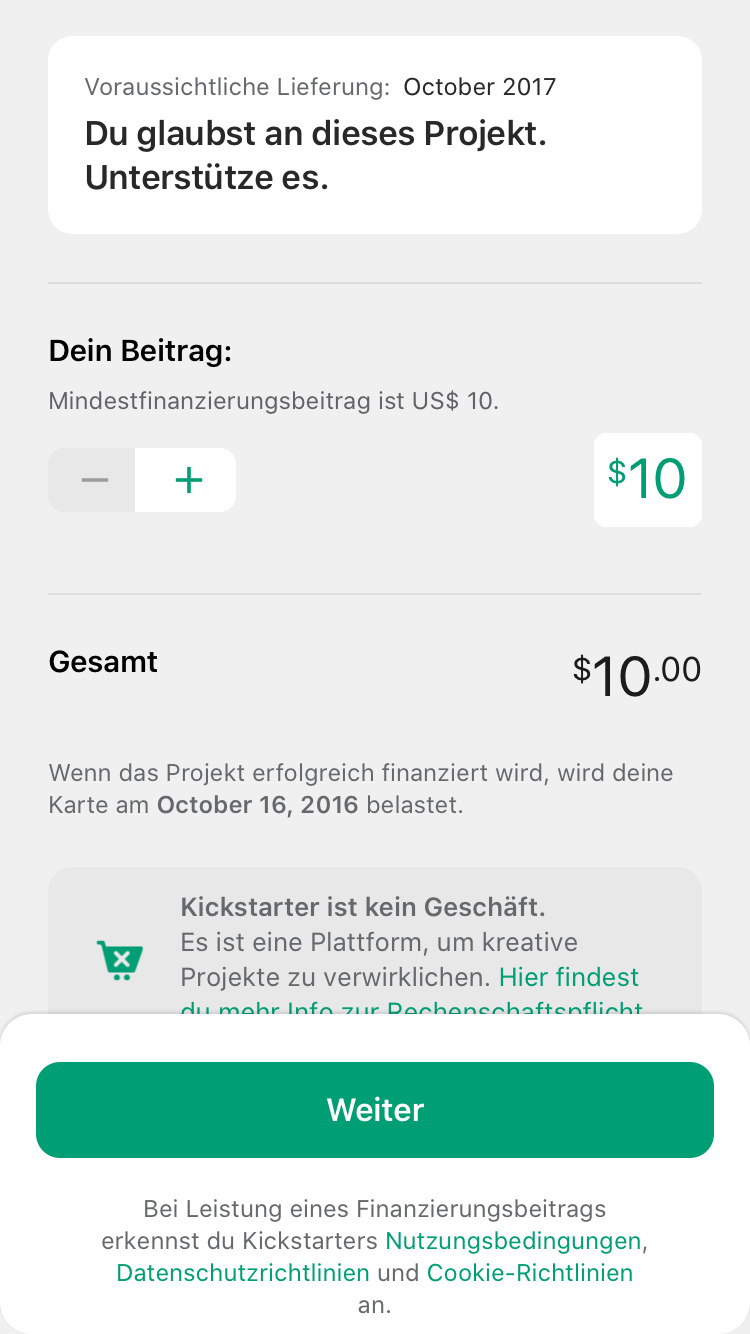 Voraussichtliche Lieferung: October 2017
Du glaubst an dieses Projekt.
Unterstütze es.
Dein Beitrag:
Mindestfinanzierungsbeitrag ist US$ 10.
$10
Gesamt
$10.00
Wenn das Projekt erfolgreich finanziert wird, wird deine
Karte am October 16, 2016 belastet.
Kickstarter ist kein Geschäft.
Es ist eine Plattform, um kreative
Projekte zu verwirklichen. Hier findest
du mehr Info zur Rechenschaftspflicht
Weiter
Bei Leistung eines Finanzierungsbeitrags
erkennst du Kickstarters Nutzungsbedingungen,
Datenschutzrichtlinien und Cookie-Richtlinien
an.